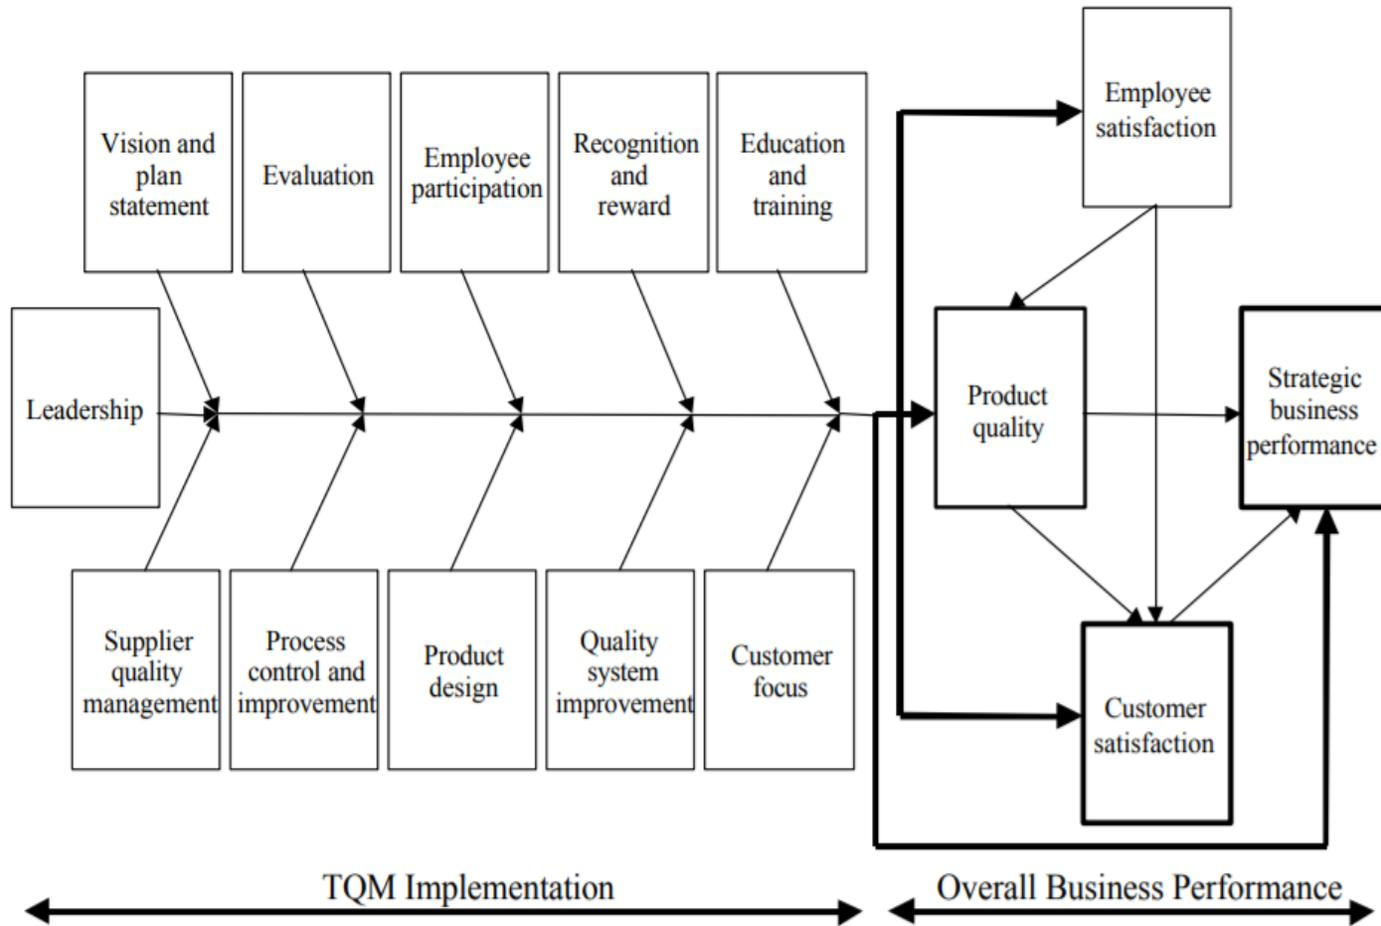 Employee
satisfaction
Vision and
plan
statement
Evaluation
Employee
participation
Recognition
and
reward
Education
and
training
Leadership
Product
quality
Strategic
business
performance
Supplier
quality
management
Process
control and
improvement
Product
design
Quality
system
improvement
Customer
focus
Customer
satisfaction
TQM Implementation
Overall Business Performance